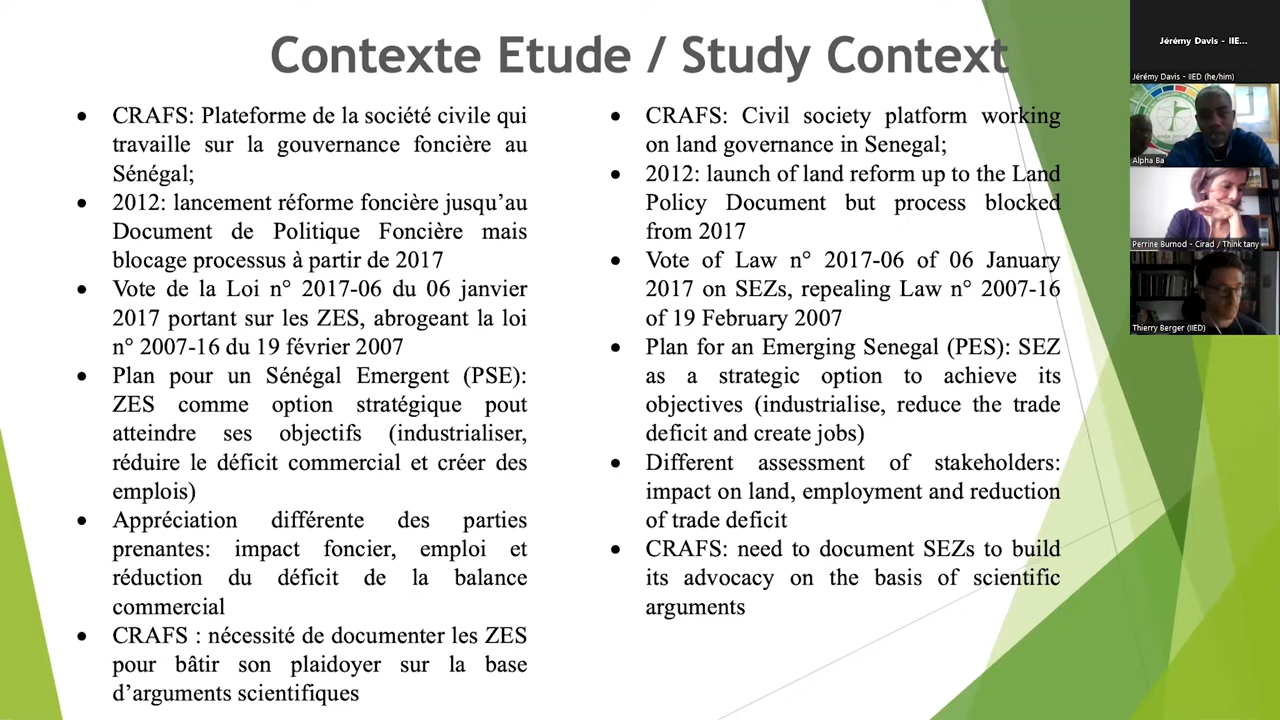 Contexte Etude / Study Context
• CRAFS: Plateforme de la société civile qui
travaille sur la gouvernance foncière au
Sénégal;
• 2012: lancement réforme foncière jusqu'au
Document de Politique Foncière mais
blocage processus à partir de 2017
• Vote de la Loi n° 2017-06 du 06 janvier
2017 portant sur les ZES, abrogeant la loi
n° 2007-16 du 19 février 2007
• Plan pour un Sénégal Emergent (PSE):
ZES comme option stratégique pout
atteindre ses objectifs (industrialiser,
réduire le déficit commercial et créer des
emplois)
• Appréciation différente des parties
prenantes: impact foncier, emploi et
réduction du déficit de la balance
commercial
• CRAFS : nécessité de documenter les ZES
pour bâtir son plaidoyer sur la base
d'arguments scientifiques
• CRAFS: Civil society platform working
on land governance in Senegal;
• 2012: launch of land reform up to the Land
Policy Document but process blocked
from 2017
• Vote of Law n° 2017-06 of 06 January
2017 on SEZs, repealing Law n° 2007-16
of 19 February 2007
• Plan for an Emerging Senegal (PES): SEZ
as a strategic option to achieve its
objectives (industrialise, reduce the trade
deficit and create jobs)
• Different assessment of stakeholders:
impact on land, employment and reduction
of trade deficit
• CRAFS: need to document SEZs to build
its advocacy on the basis of scientific
arguments
Jérémy Davis - IIE...
Jérémy Davis - IIED (he/him)
Alpha Ba
Perrine Burnod - Cirad / Think tany
Thierry Berger (IIED)